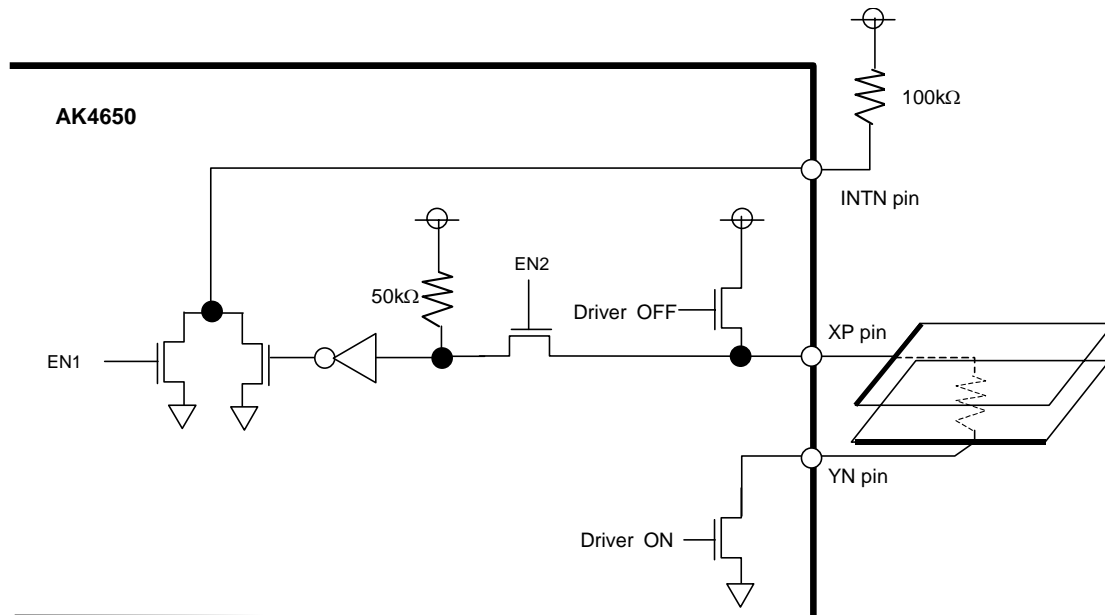 AK4650
100kΩ
INTN pin
EN2
50kΩ
Driver OFF
XP pin
EN1
YN pin
Driver ON